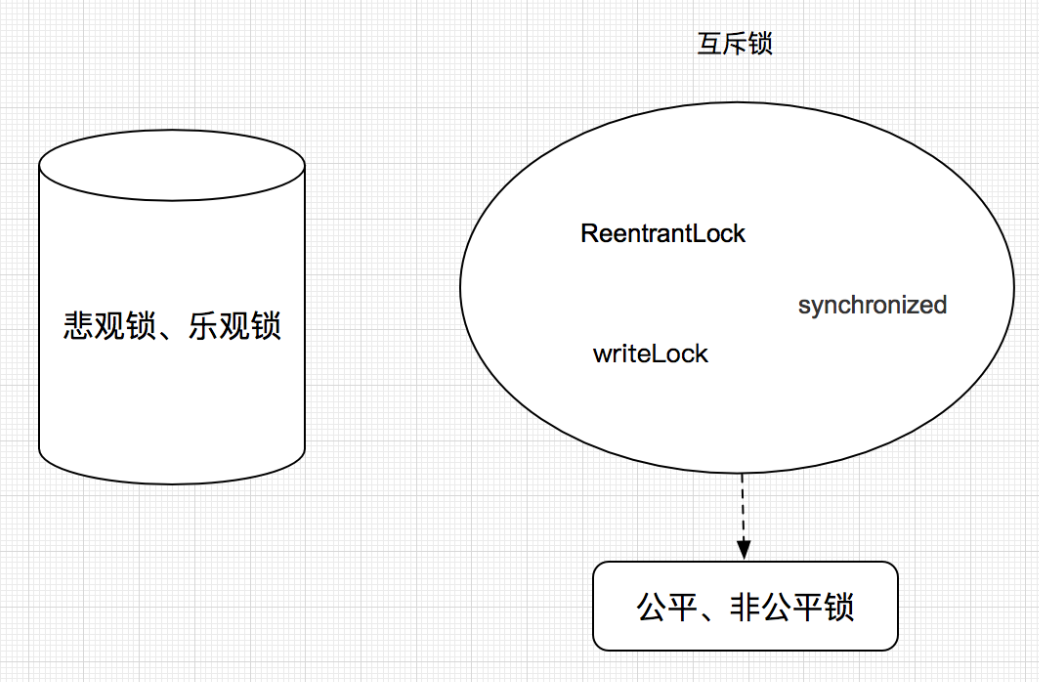 互斥锁
ReentrantLock
synchronized
悲观锁、乐观锁
writeLock
公平、非公平锁